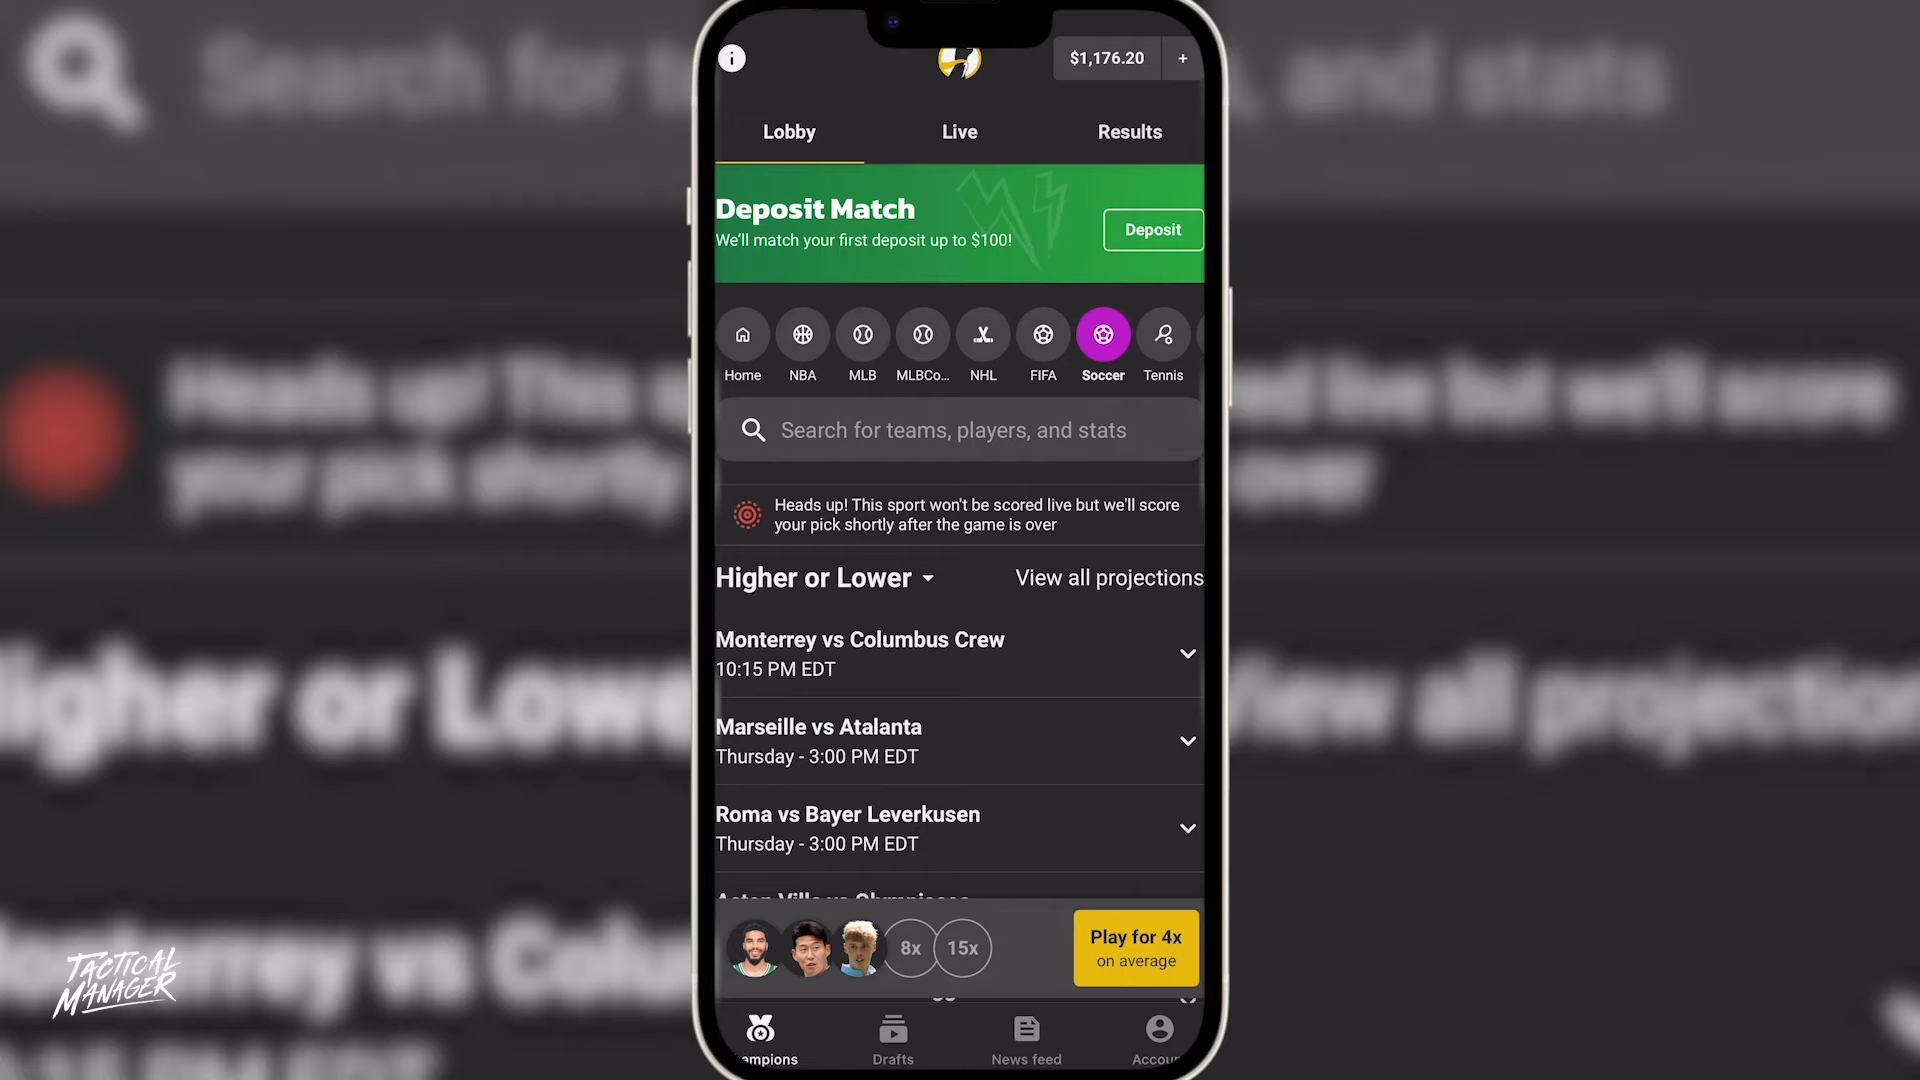 $1,176.20 +
Lobby
Live
Results
Deposit Match
We'll match your first deposit up to $100!
Deposit
Home
NBA
MLB
MLBCo...
NHL
FIFA
Soccer
Tennis
Search for teams, players, and stats
Heads up! This sport won't be scored live but we'll score
your pick shortly after the game is over
Higher or Lower
View all projections
Monterrey vs Columbus Crew
10:15 PM EDT
Marseille vs Atalanta
Thursday - 3:00 PM EDT
Roma vs Bayer Leverkusen
Thursday - 3:00 PM EDT
8x
15x
Play for 4x
on average
ampions
Drafts
News feed
Accou
TACTICAL
MANAGER